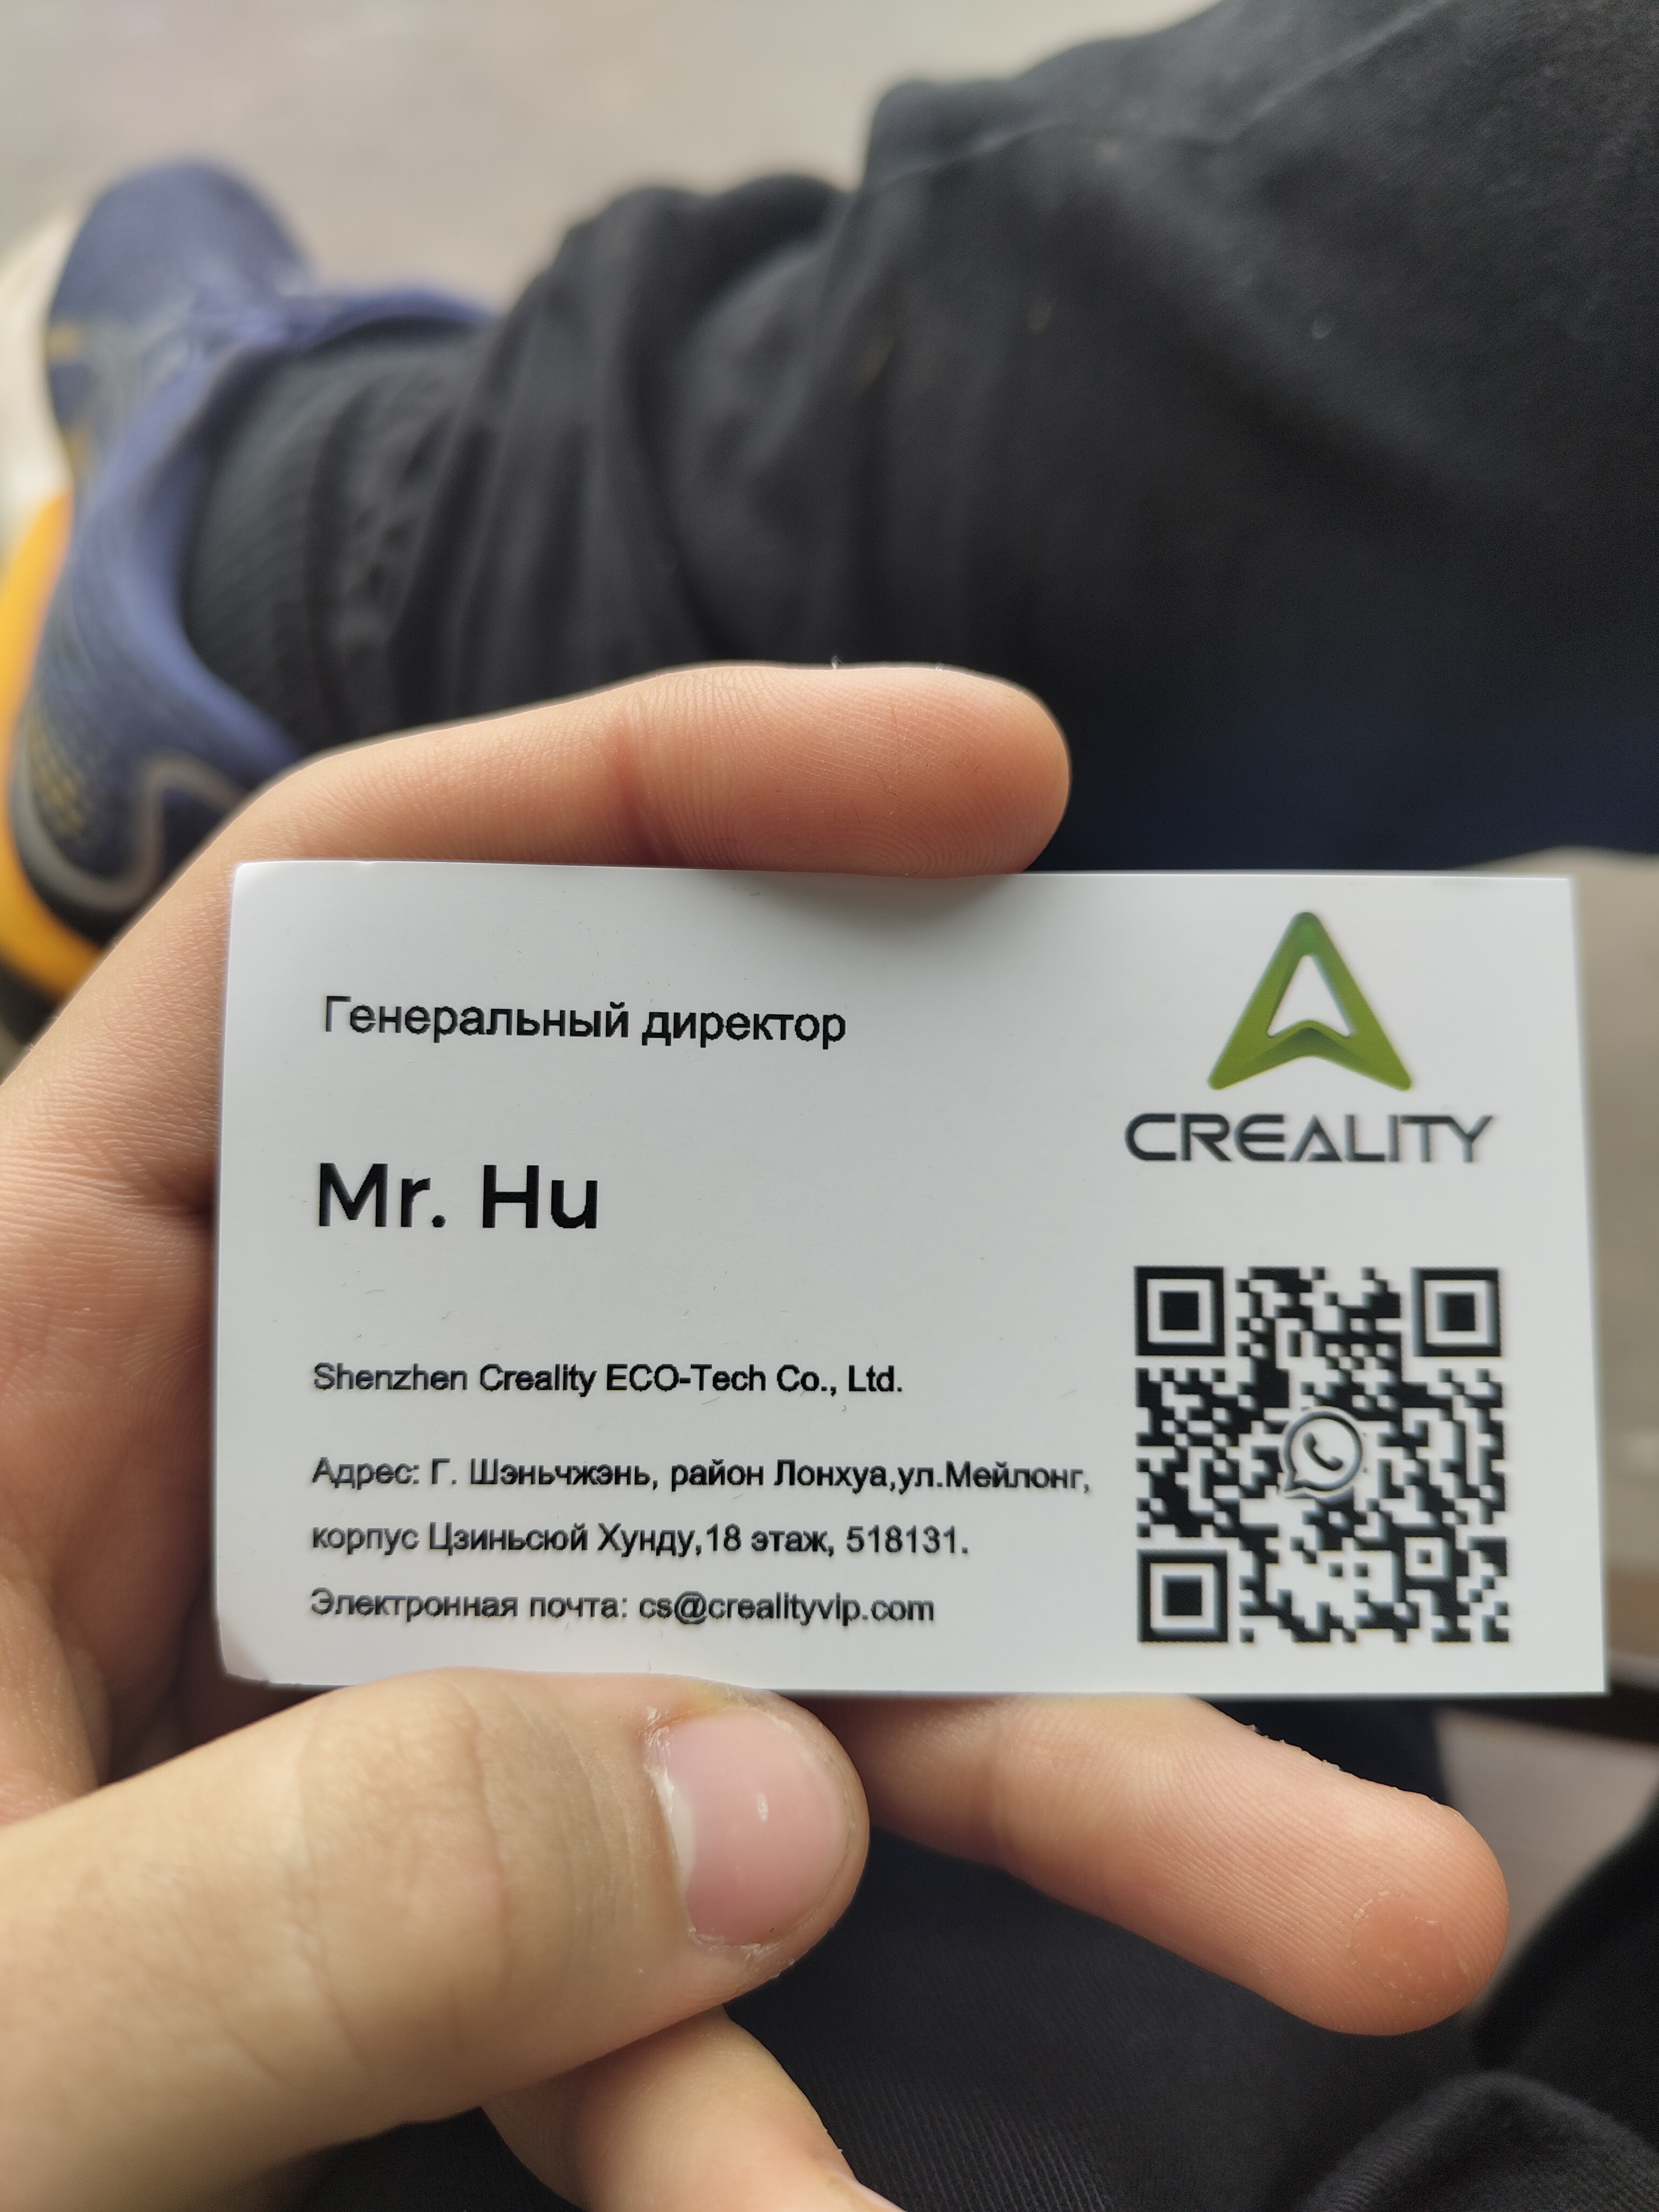 Генеральный директор
CREALITY
Mr. Hu
Shenzhen Creality ECO-Tech Co., Ltd.
Адрес: Г. Шэньчжэнь, район Лонхуа,ул.Мейлонг,
корпус Цзиньсюй Хунду,18 этаж, 518131.
Электронная почта: cs@crealityvip.com